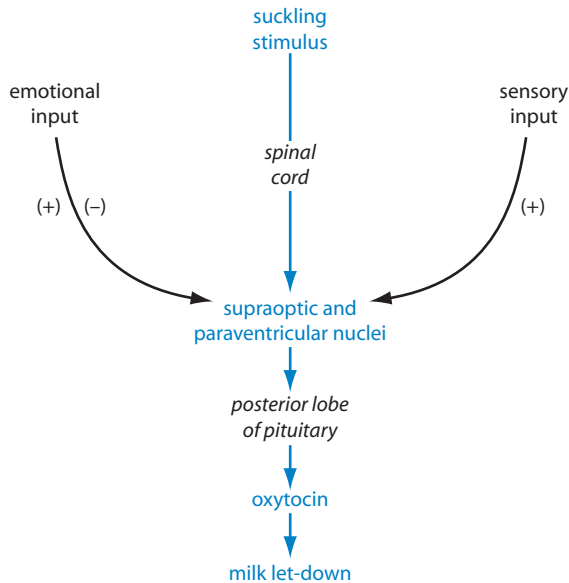 suckling
stimulus
emotional
input
sensory
input
spinal
cord
(+) (–)
(+)
supraoptic and
paraventricular nuclei
posterior lobe
of pituitary
oxytocin
milk let-down